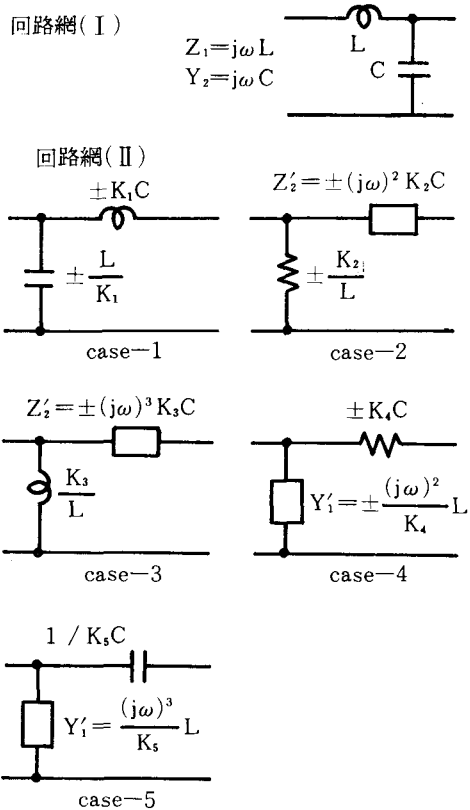 回路網(Ⅰ)
Z₁=jωL
Y₂=jωC
L
C
回路網(Ⅱ)
±K₁C
± L/K₁
case−1
Z′₂=±(jω)²K₂C
± K₂/L
case−2
Z′₂=±(jω)³K₃C
K₃/L
case−3
±K₄C
Y′₁=± (jω)²/K₄ L
case−4
1 / K₅C
Y′₁= (jω)³/K₅ L
case−5